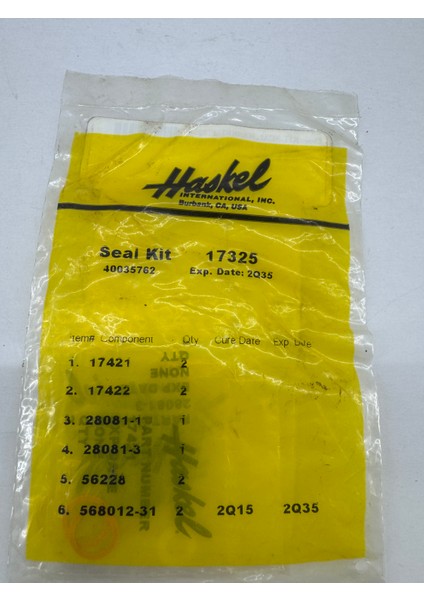 Haskel
INTERNATIONAL, INC.
Burbank, CA, USA
Seal Kit 17325
40035762 Exp. Date: 2Q35
Item# Component Qty Cure Date Exp. Date
1. 17421 2
2. 17422 2
3. 28081-1 1
4. 28081-3 1
5. 56228 2
6. 568012-31 2 2Q15 2Q35